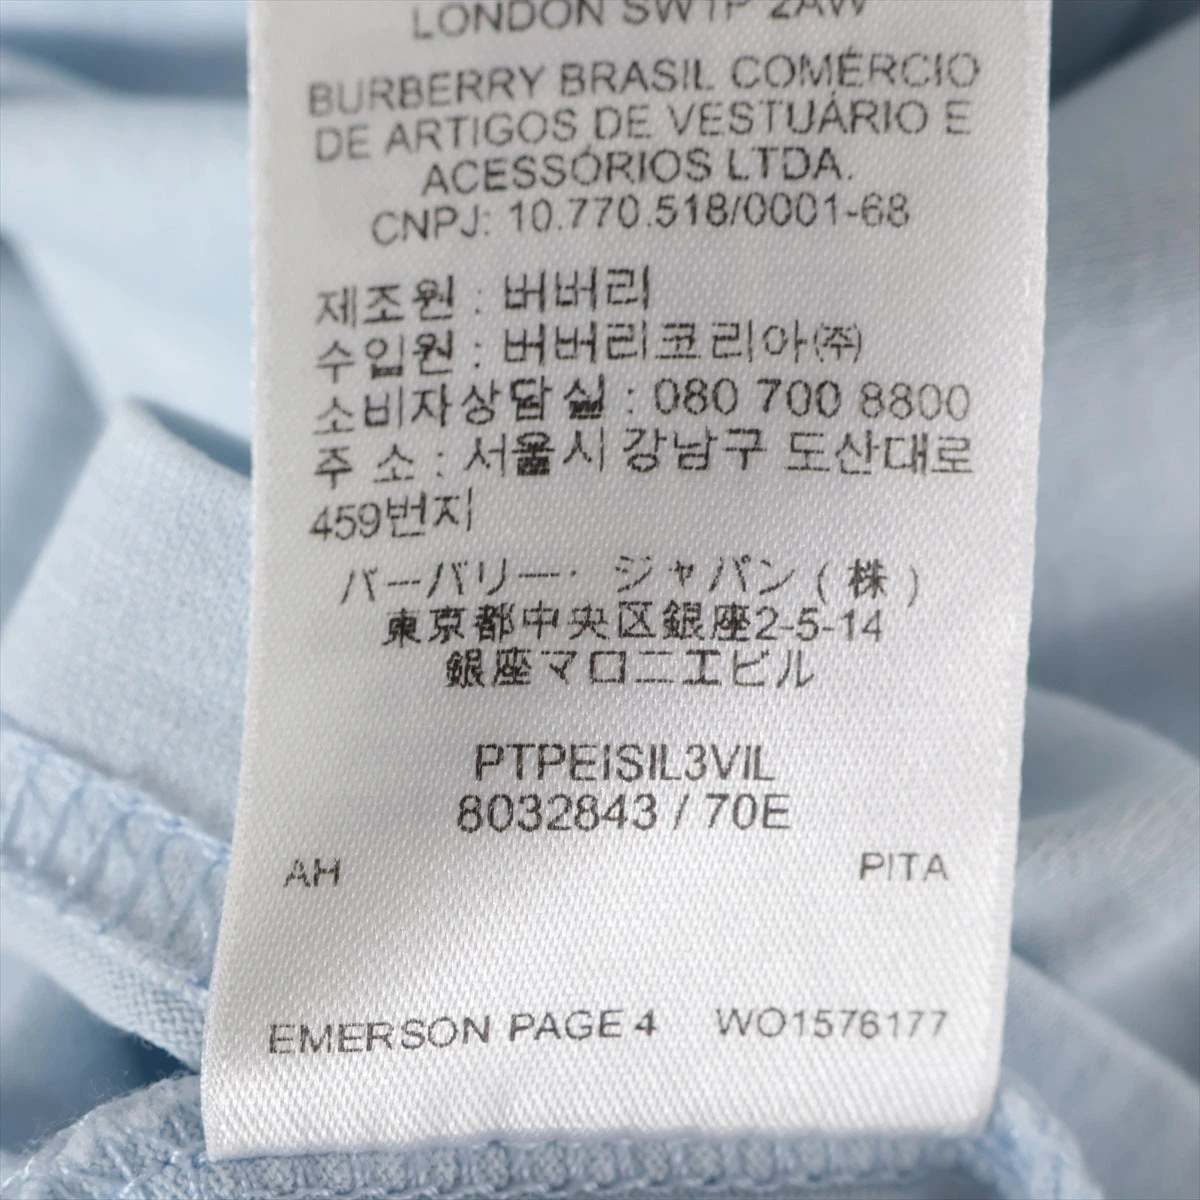 LONDON SW1P 2AW
BURBERRY BRASIL COMÉRCIO
DE ARTIGOS DE VESTUÁRIO E
ACESSÓRIOS LTDA.
CNPJ: 10.770.518/0001-68
제조원 : 버버리
수입원 : 버버리코리아㈜
소비자상담실 : 080 700 8800
주 소 : 서울시 강남구 도산대로
459번지
バーバリー・ジャパン(株)
東京都中央区銀座2-5-14
銀座マロニエビル
PTPEISIL3VIL
8032843 / 70E
AH PITA
EMERSON PAGE 4 WO1576177